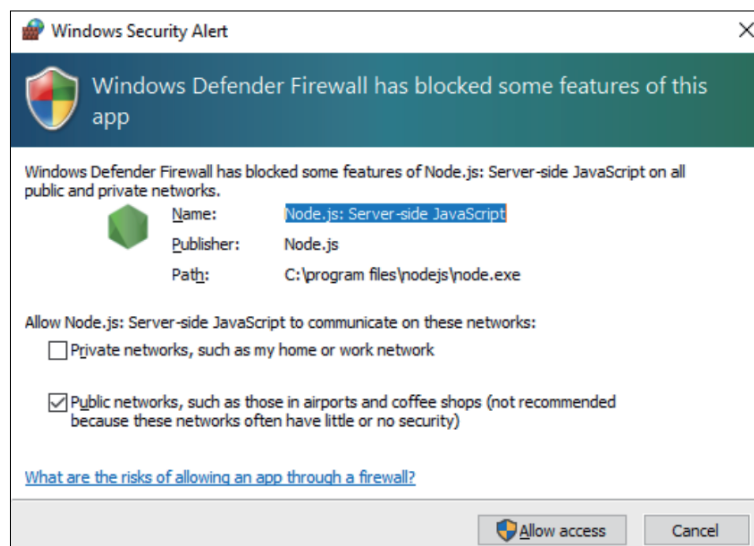 Windows Security Alert
Windows Defender Firewall has blocked some features of this
app
Windows Defender Firewall has blocked some features of Node.js: Server-side JavaScript on all
public and private networks.
Name: Node.js: Server-side JavaScript
Publisher: Node.js
Path: C:\program files\nodejs\node.exe
Allow Node.js: Server-side JavaScript to communicate on these networks:
Private networks, such as my home or work network
Public networks, such as those in airports and coffee shops (not recommended
because these networks often have little or no security)
What are the risks of allowing an app through a firewall?
Allow access Cancel